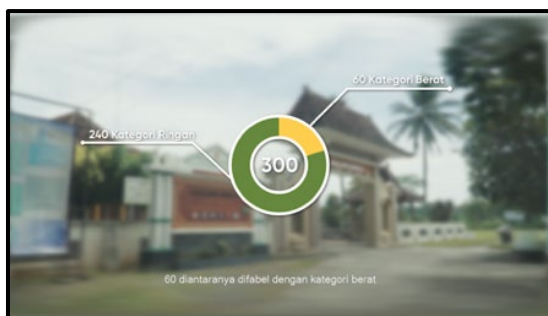 60 Kategori Berat
240 Kategori Ringan
300
60 diantaranya difabel dengan kategori berat